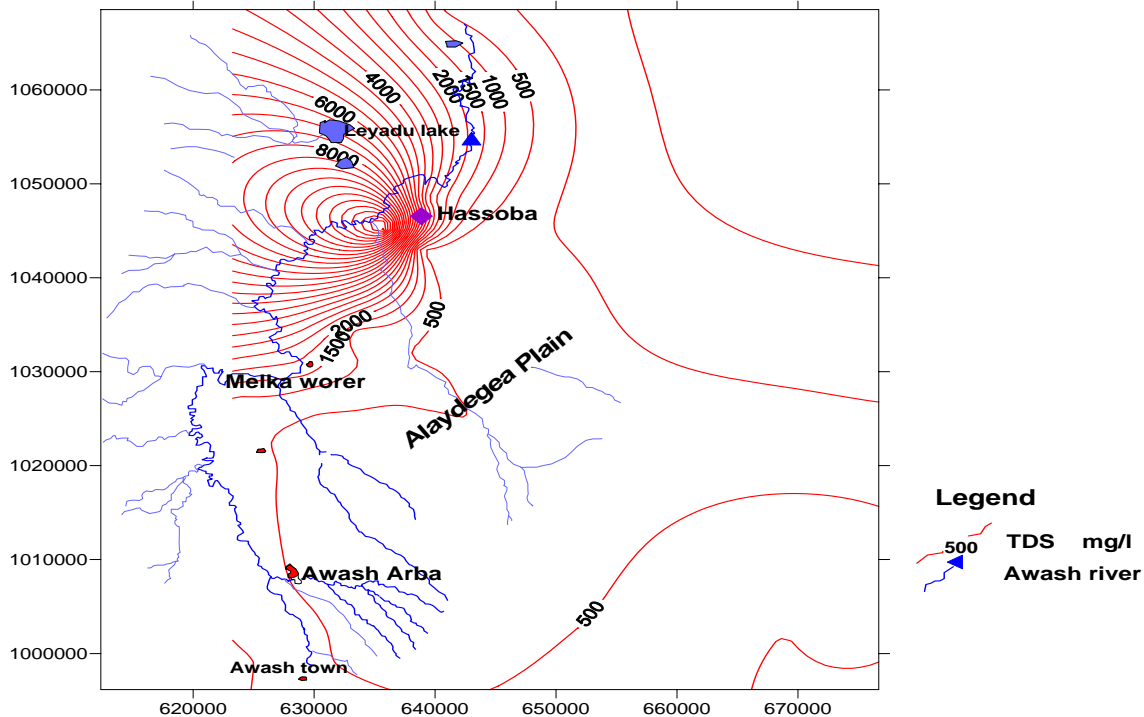 1060000
1050000
1040000
1030000
1020000
1010000
1000000
4000
2000
1500
1000
500
6000
Leyadu lake
8000
Hassoba
500
2000
1500
Melka worer
Alaydegea Plain
Awash Arba
500
Awash town
620000
630000
640000
650000
660000
670000
Legend
500
TDS mg/l
Awash river